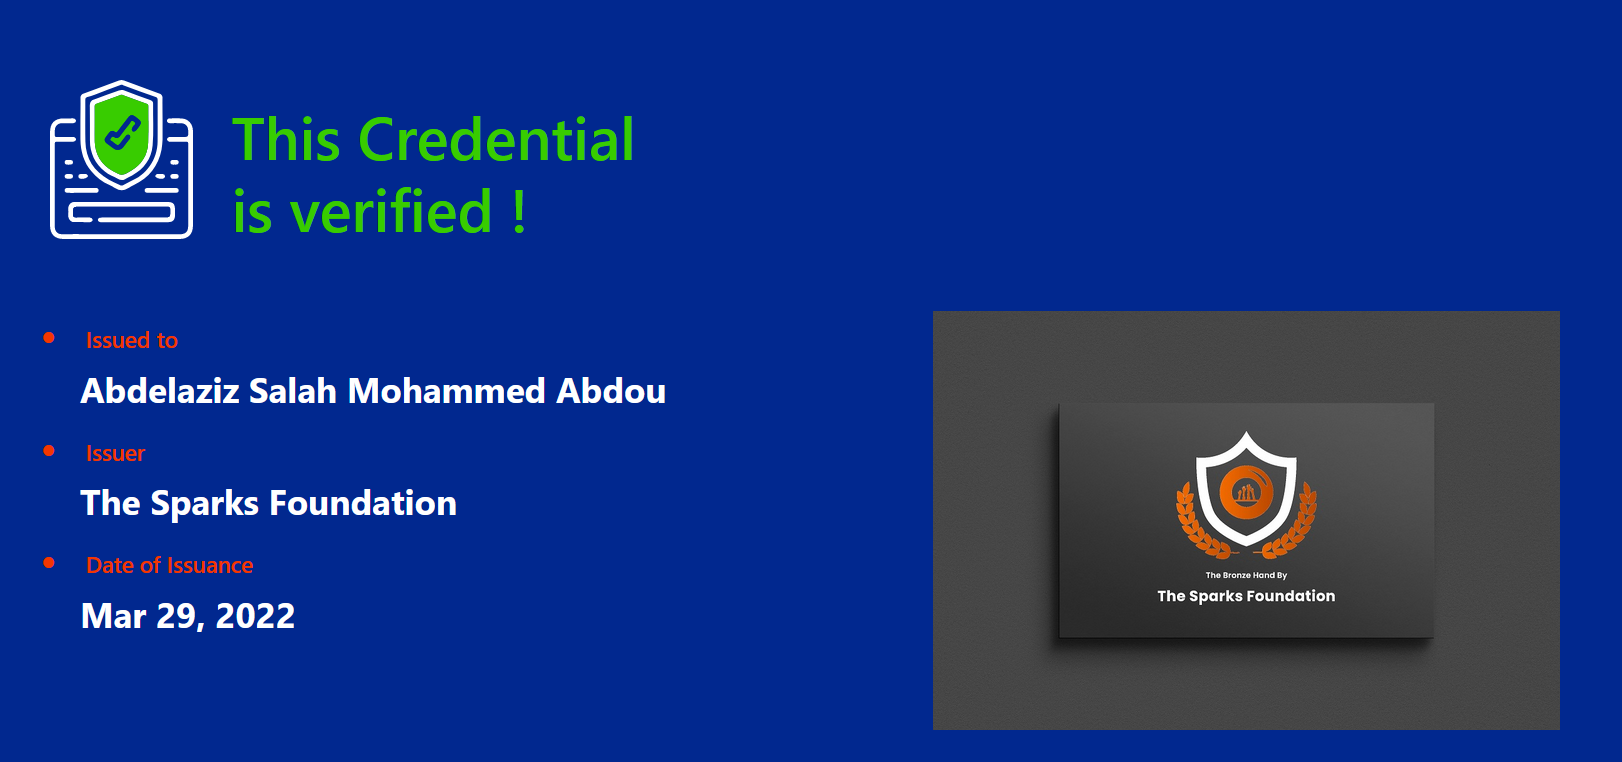 This Credential
is verified !
Issued to
Abdelaziz Salah Mohammed Abdou
Issuer
The Sparks Foundation
Date of Issuance
Mar 29, 2022
The Bronze Hand By
The Sparks Foundation